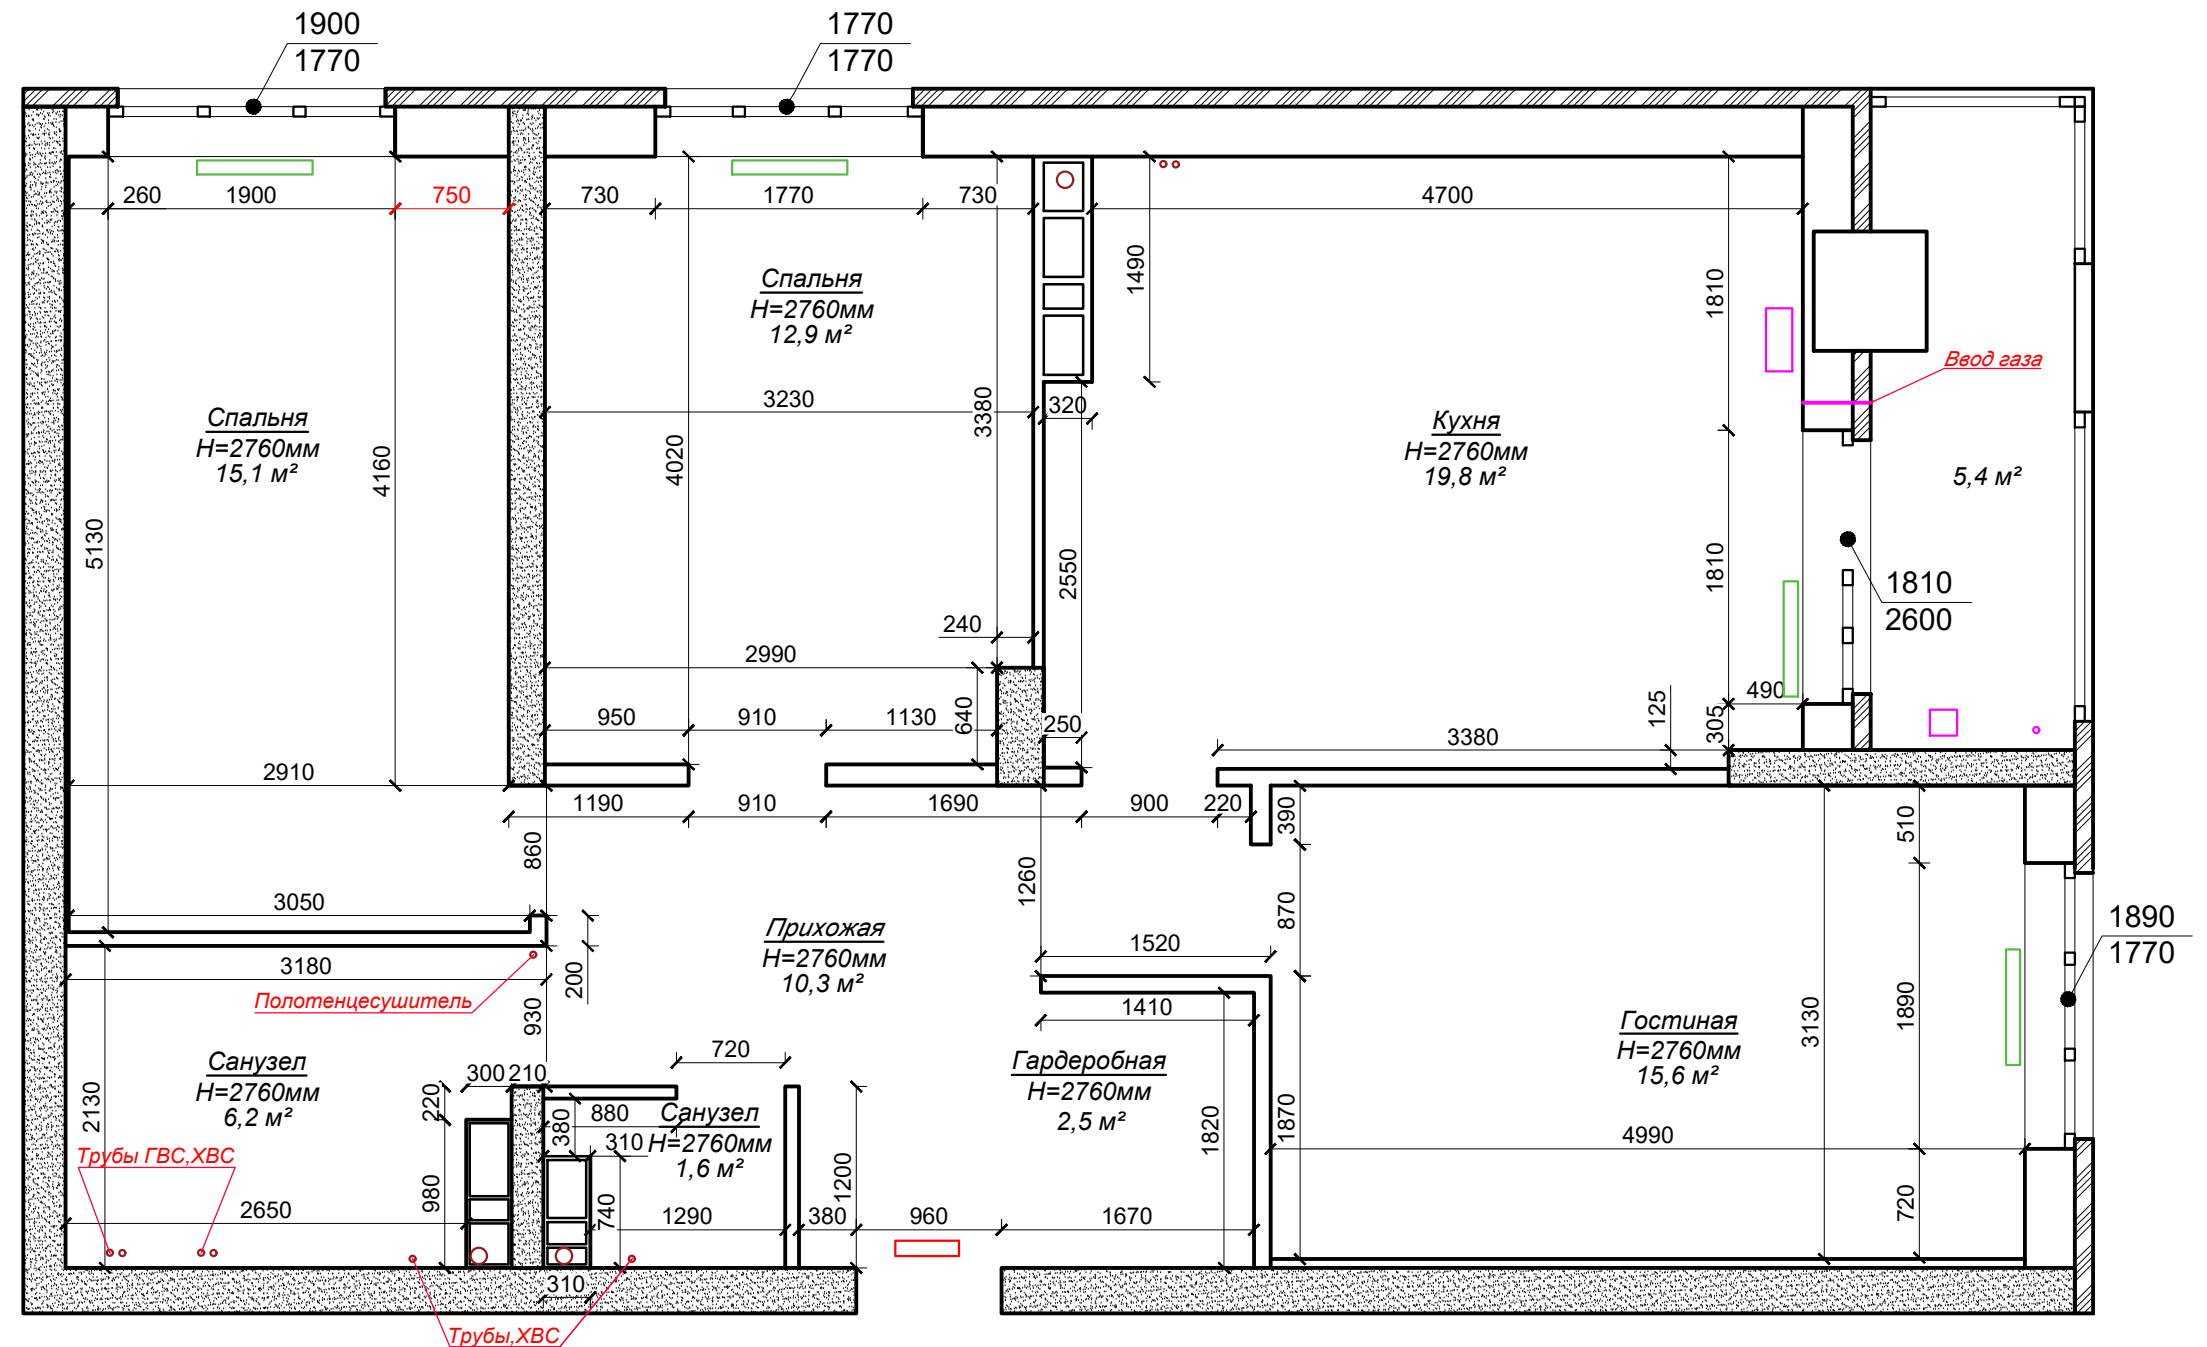 1900
1770
1770
1770
260
1900
750
730
1770
730
4700
1490
1810
Спальня
H=2760мм
12,9 м²
Ввод газа
3230
3380
320
Спальня
H=2760мм
15,1 м²
4160
4020
Кухня
H=2760мм
19,8 м²
5,4 м²
5130
2550
1810
1810
2600
240
2990
950
910
1130
640
250
490
125
305
3380
2910
1190
910
1690
900
220
390
510
860
1260
870
3050
Прихожая
H=2760мм
10,3 м²
1520
1890
1770
3180
200
Полотенцесушитель
930
1410
1890
3130
Гостиная
H=2760мм
15,6 м²
720
Гардеробная
H=2760мм
2,5 м²
Санузел
H=2760мм
6,2 м²
300
210
220
2130
380
880
Санузел
H=2760мм
1,6 м²
310
1820
1870
4990
Трубы ГВС,ХВС
980
1200
740
720
2650
1290
380
960
1670
310
Трубы,ХВС